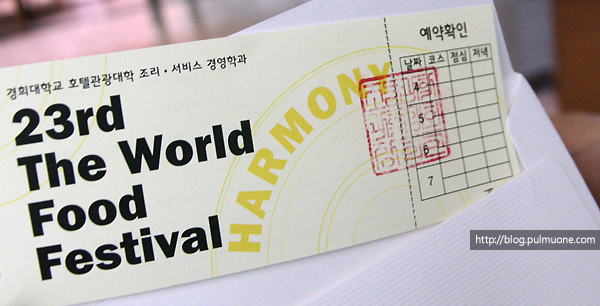 경희대학교 호텔관광대학 조리 • 서비스 경영학과
23rd
The World
Food
Festival
HARMONY
예약확인
날짜 코스 점심 저녁
4
5
6
7
http://blog.pulmuone.com